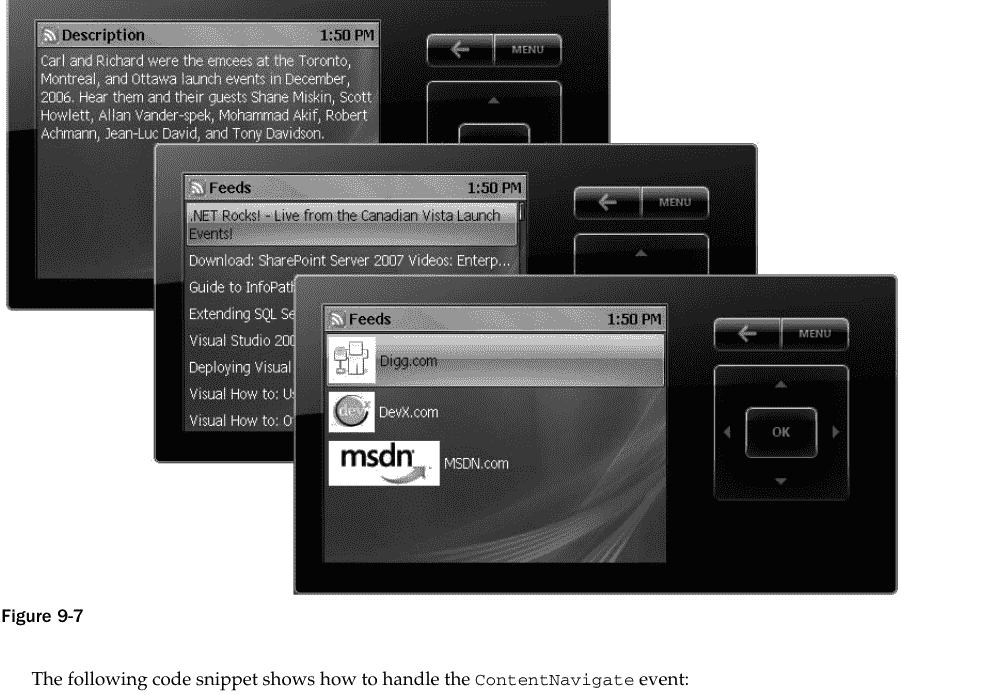 Description 1:50 PM
Carl and Richard were the emcees at the Toronto,
Montreal, and Ottawa launch events in December,
2006. Hear them and their guests Shane Miskin, Scott
Howlett, Allan Vander-spek, Mohammad Akif, Robert
Achmann, Jean-Luc David, and Tony Davidson.
MENU
Feeds 1:50 PM
.NET Rocks! - Live from the Canadian Vista Launch
Events!
Download: SharePoint Server 2007 Videos: Enterp...
Guide to InfoPath
Extending SQL Se
Visual Studio 200
Deploying Visual
Visual How to: U
Visual How to: O
MENU
Feeds 1:50 PM
Digg.com
dev
x
DevX.com
msdn
MSDN.com
MENU
OK
Figure 9-7
The following code snippet shows how to handle the ContentNavigate event: